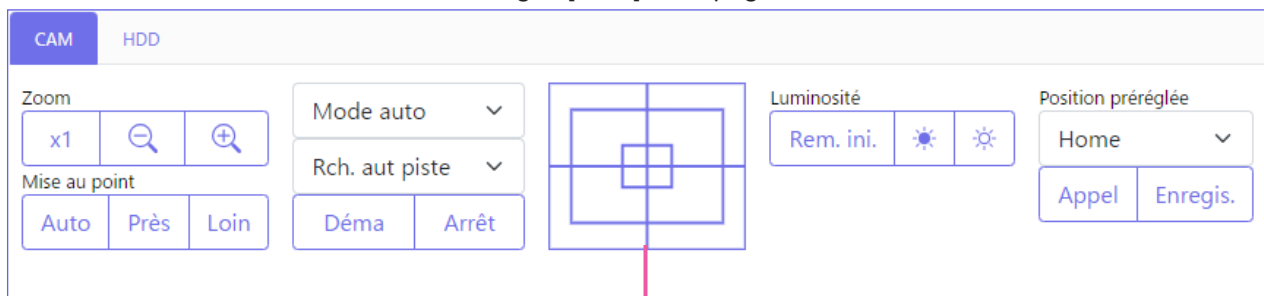 CAM
HDD
Zoom
x1
Mise au point
Auto
Près
Loin
Mode auto
Rch. aut piste
Déma
Arrêt
Luminosité
Rem. ini.
Position préréglée
Home
Appel
Enregis.